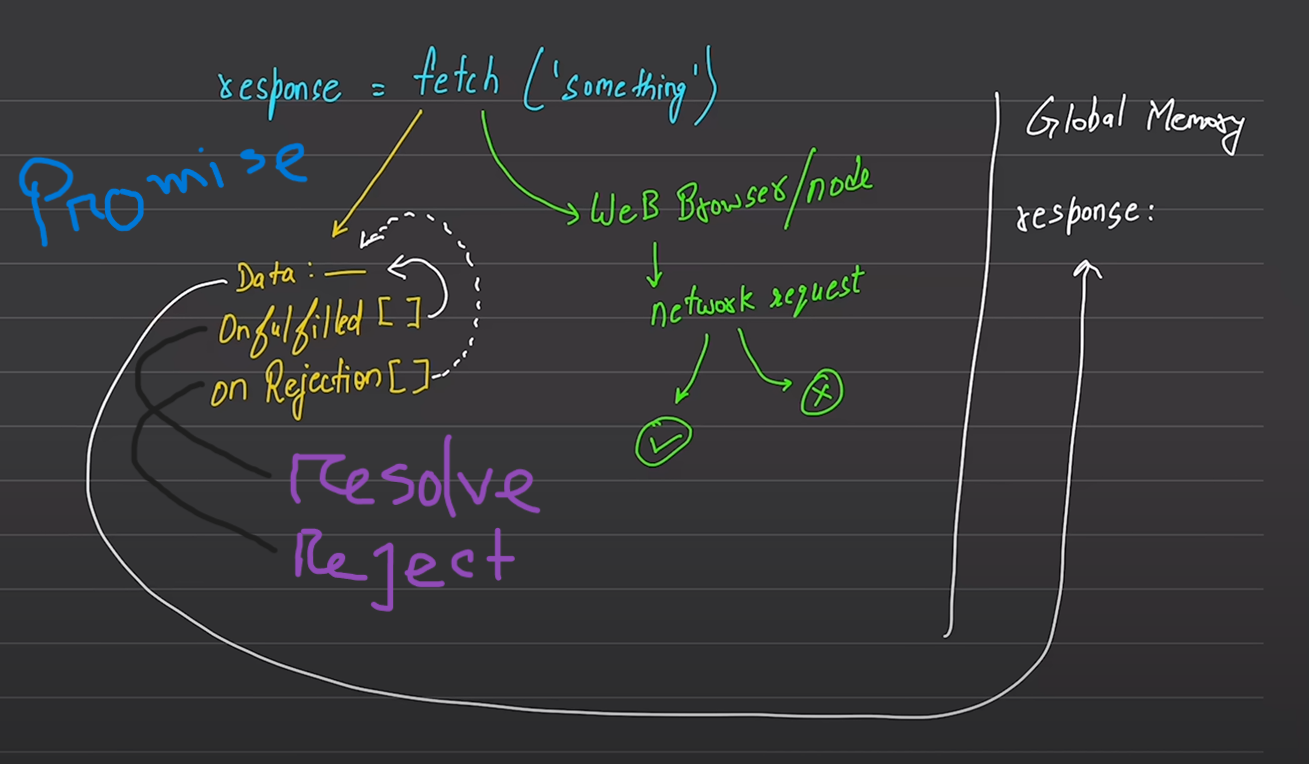 response = fetch ('something')
Promise
Data : —
Onfulfilled [ ]
on Rejection [ ]
Resolve
Reject
WeB Browser/node
network request
Global Memory
response: